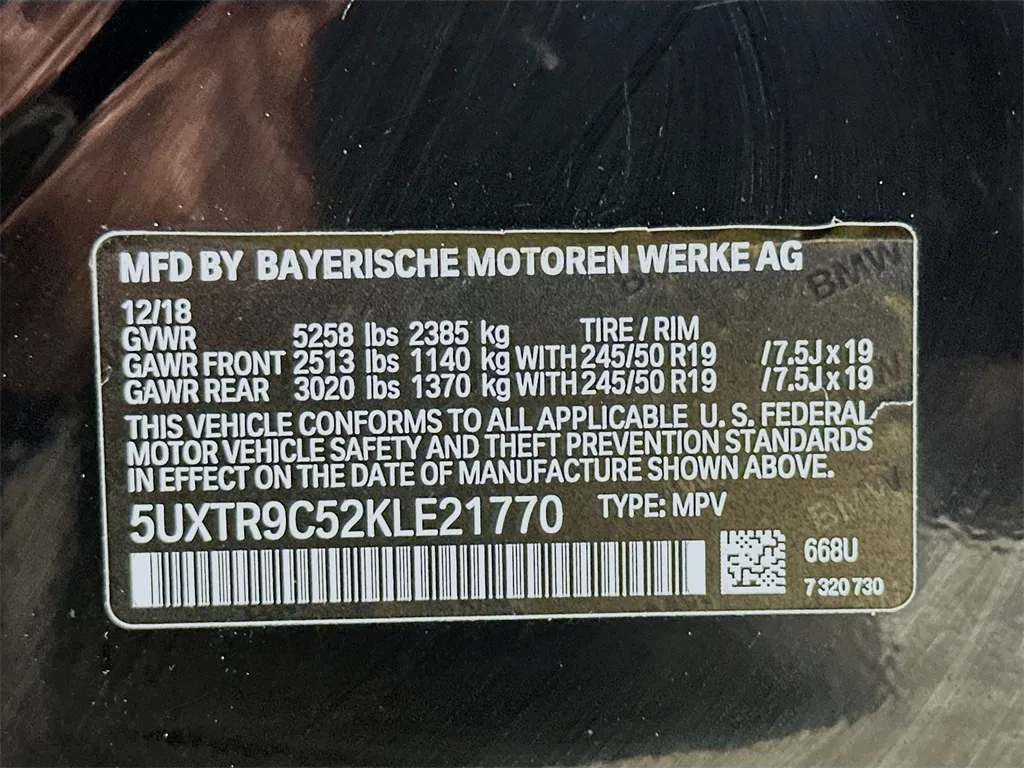 MFD BY BAYERISCHE MOTOREN WERKE AG
BMW
BMW
12/18
GVWR 5258 lbs 2385 kg TIRE / RIM
GAWR FRONT 2513 lbs 1140 kg WITH 245/50 R19 /7.5J x 19
GAWR REAR 3020 lbs 1370 kg WITH 245/50 R19 /7.5J x 19
THIS VEHICLE CONFORMS TO ALL APPLICABLE U. S. FEDERAL
MOTOR VEHICLE SAFETY AND THEFT PREVENTION STANDARDS
IN EFFECT ON THE DATE OF MANUFACTURE SHOWN ABOVE.
5UXTR9C52KLE21770 TYPE: MPV
BMW
668U
7 320 730